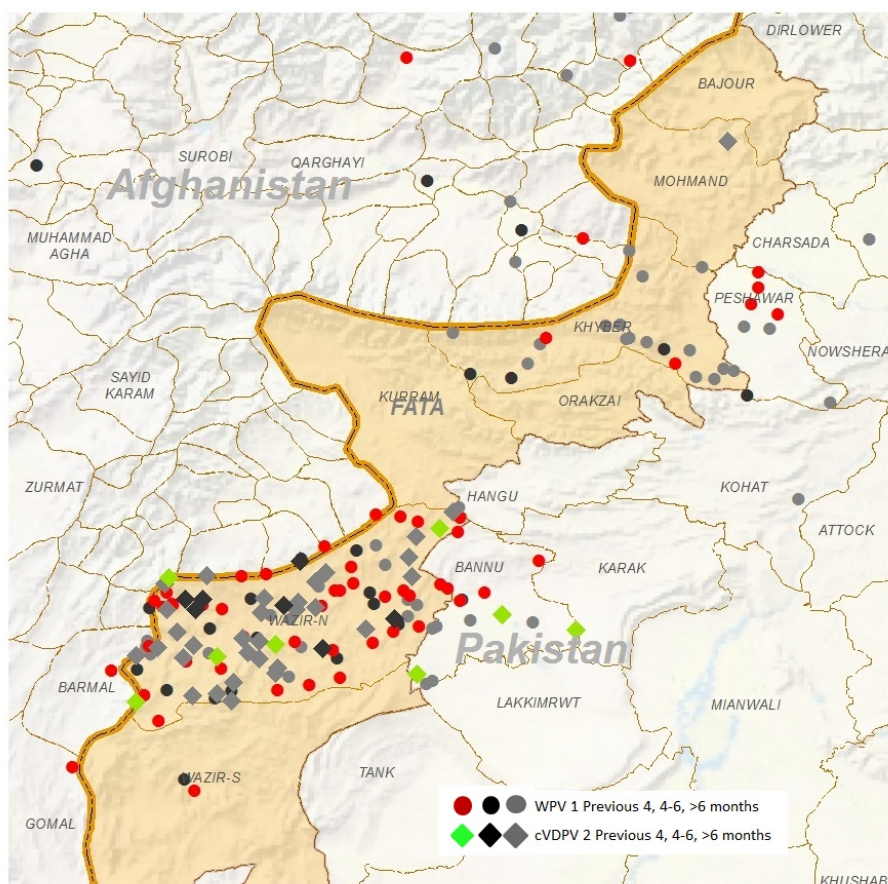 DIRLOWER
BAJOUR
SUROBI
QARGHAYI
Afghanistan
MOHMAND
MUHAMMAD
AGHA
CHARSADA
PESHAWAR
KHYBER
NOWSHERA
SAYID
KARAM
KURRAM
FATA
ORAKZAI
ZURMAT
HANGU
KOHAT
ATTOCK
BANNU
KARAK
WAZIR-N
Pakistan
BARMAL
LAKKIMRWT
MIANWALI
TANK
WAZIR-S
GOMAL
WPV 1 Previous 4, 4-6, >6 months
cVDPV 2 Previous 4, 4-6, >6 months
KHUSHAB